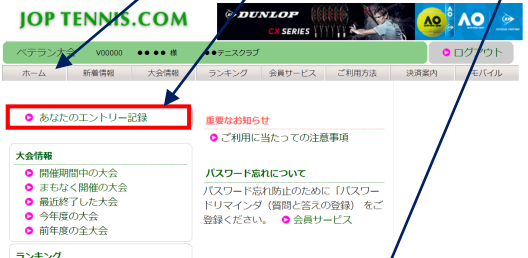 JOP TENNIS.COM
DUNLOP
CX SERIES
AO
AO
ベテラン大会 V00000 ●●●● 様 ●●テニスクラブ
ログアウト
ホーム 新着情報 大会情報 ランキング 会員サービス ご利用方法 決済案内 モバイル
あなたのエントリー記録
重要なお知らせ
ご利用に当たっての注意事項
大会情報
開催期間中の大会
まもなく開催の大会
最近終了した大会
今年度の大会
前年度の全大会
パスワード忘れについて
パスワード忘れ防止のために「パスワー
ドリマインダ（質問と答えの登録） をご
登録ください。 会員サービス
ランキング